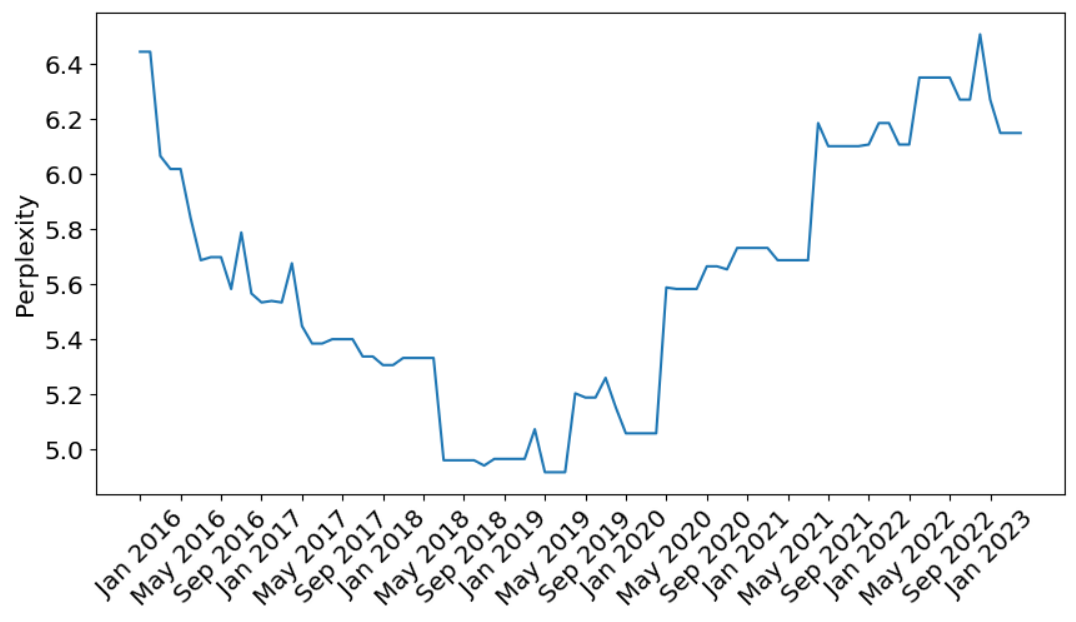 6.4
6.2
6.0
5.8
5.6
5.4
5.2
5.0
Perplexity
Jan 2016
May 2016
Sep 2016
Jan 2017
May 2017
Sep 2017
Jan 2018
May 2018
Sep 2018
Jan 2019
May 2019
Sep 2019
Jan 2020
May 2020
Sep 2020
Jan 2021
May 2021
Sep 2021
Jan 2022
May 2022
Sep 2022
Jan 2023